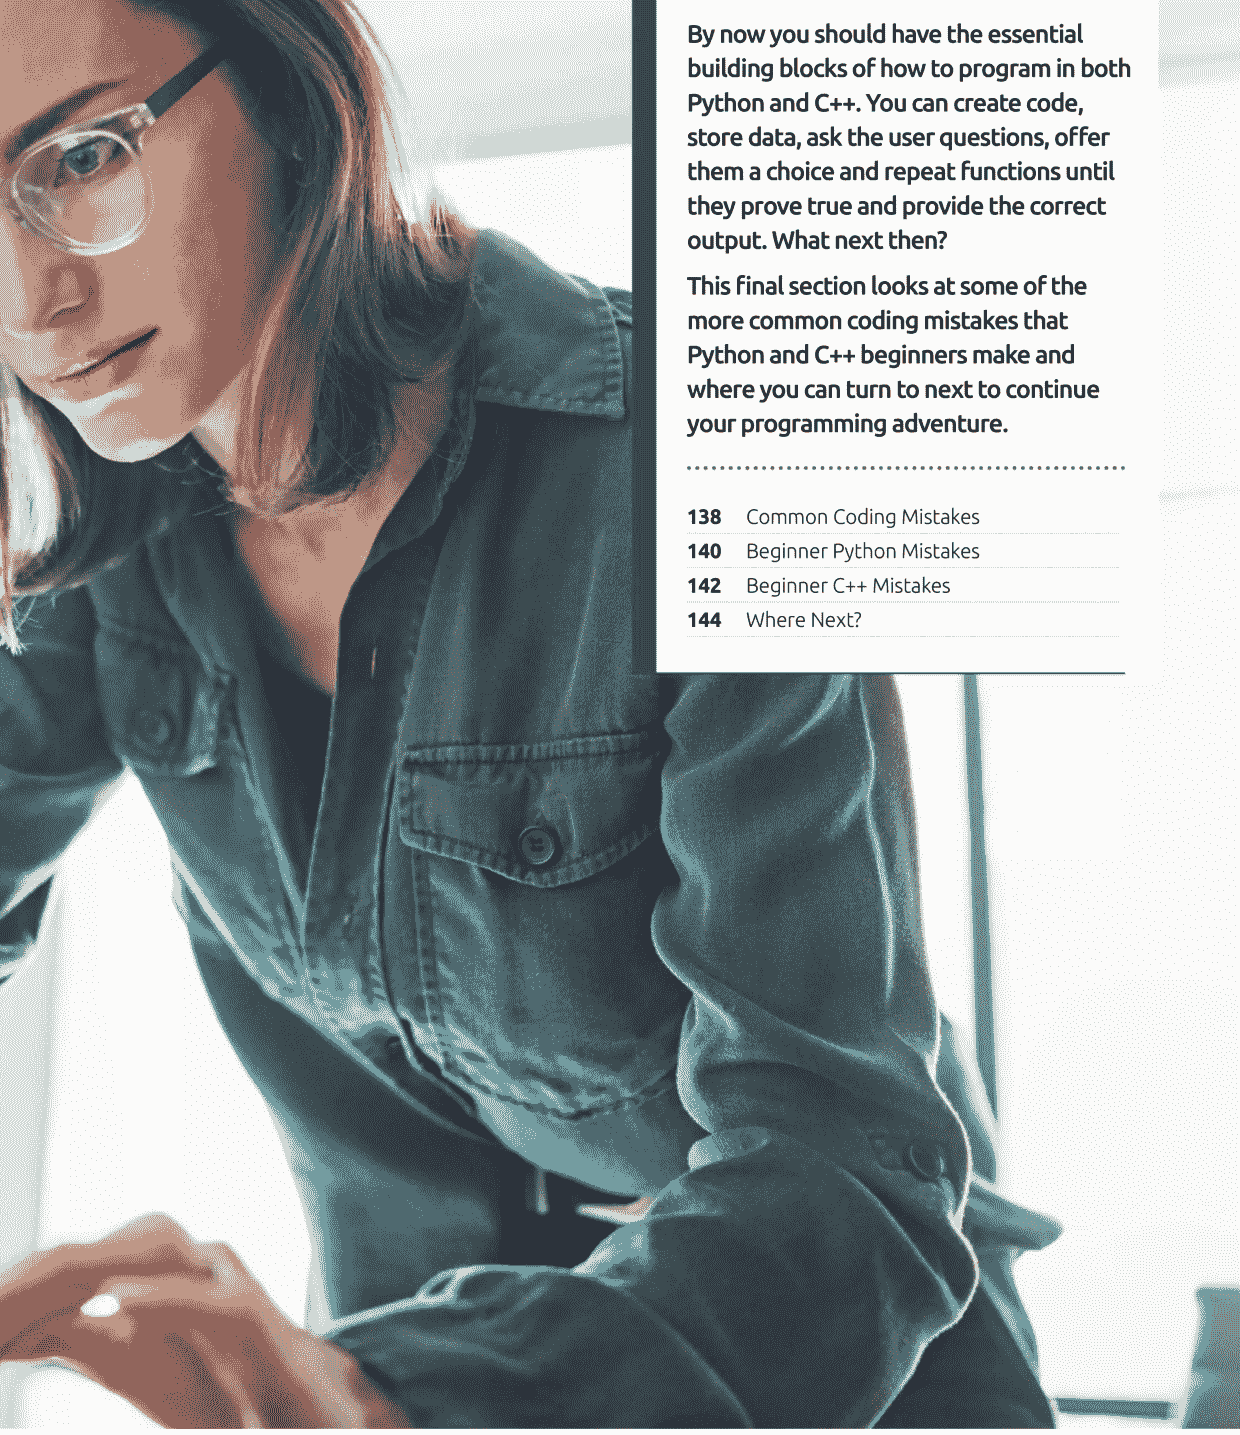 By now you should have the essential
building blocks of how to program in both
Python and C++. You can create code,
store data, ask the user questions, offer
them a choice and repeat functions until
they prove true and provide the correct
output. What next then?
This final section looks at some of the
more common coding mistakes that
Python and C++ beginners make and
where you can turn to next to continue
your programming adventure.
138 Common Coding Mistakes
140 Beginner Python Mistakes
142 Beginner C++ Mistakes
144 Where Next?